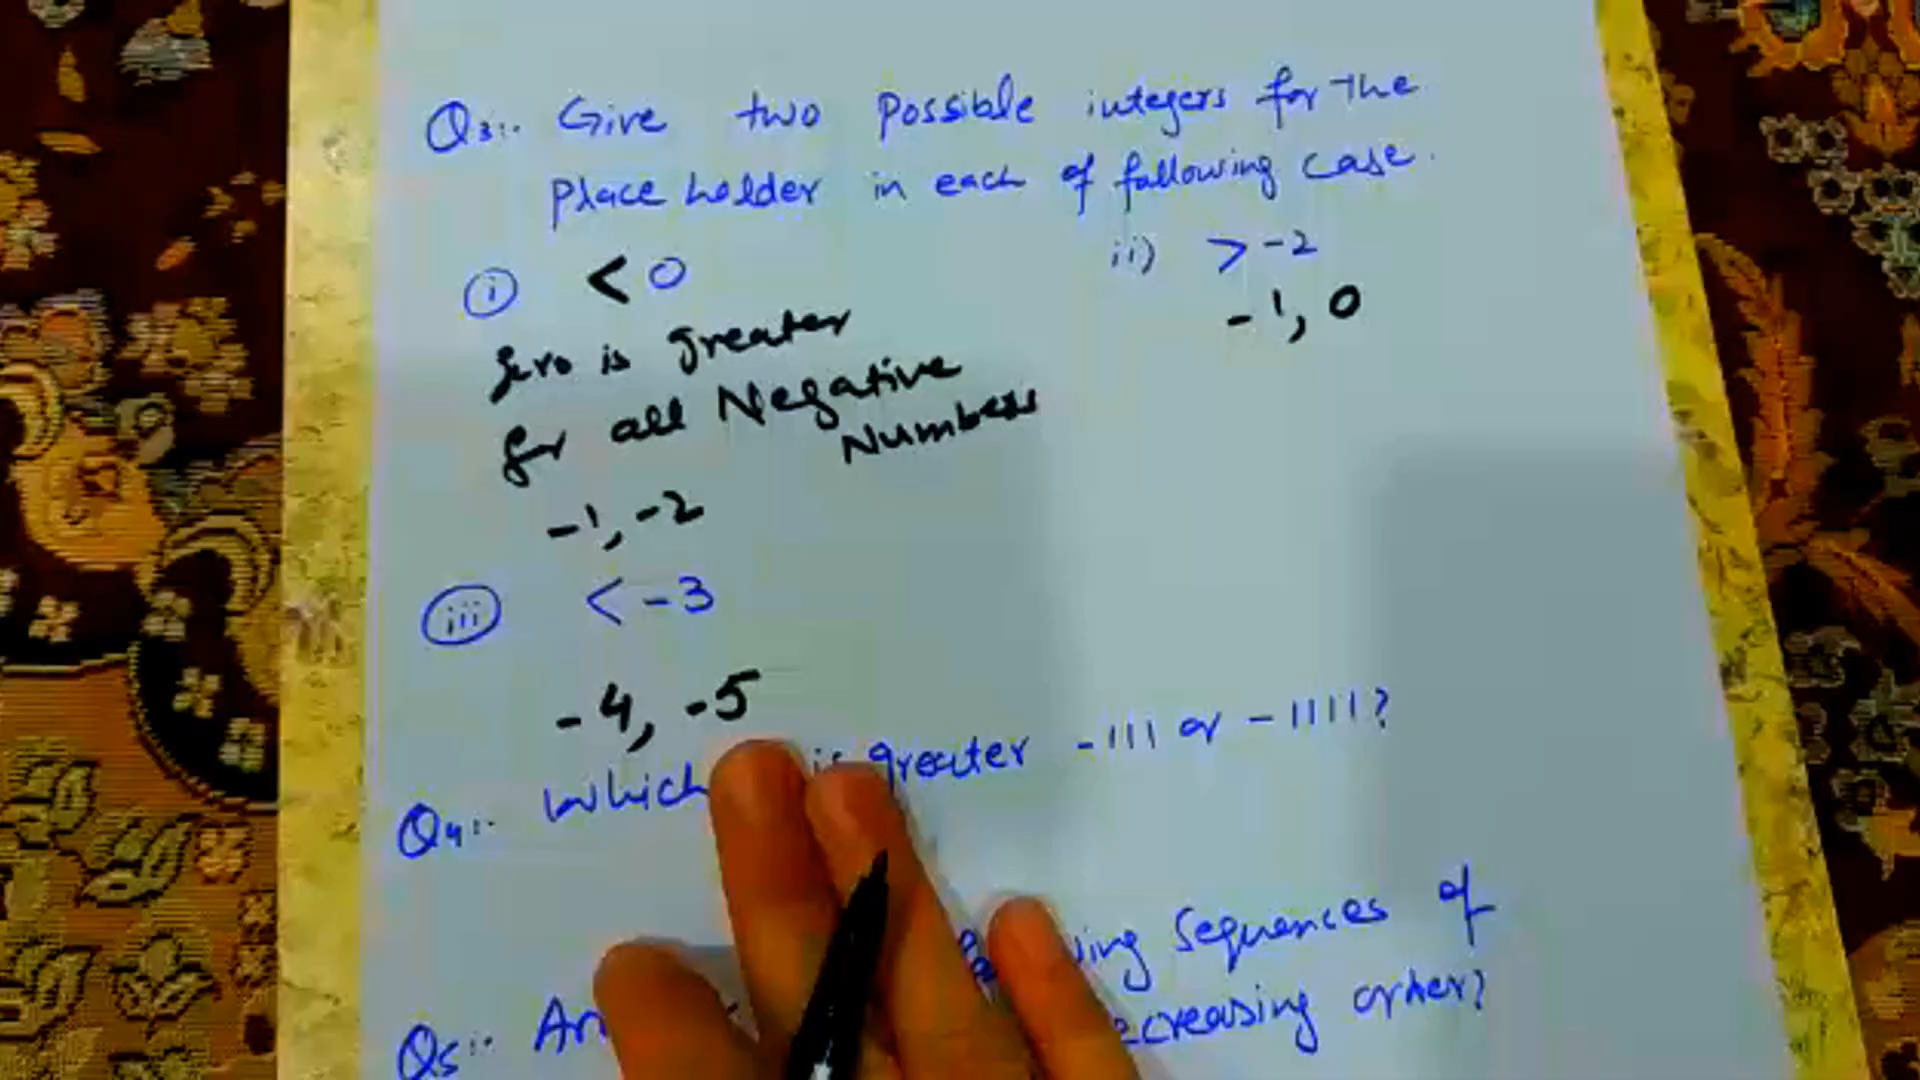 Q3:- Give two possible integers for the
place holder in each of following case.
(i) < 0
ii) > -2
-1, 0
Zero is greater
for all Negative
Numbers
-1, -2
(iii) < -3
-4, -5
Q4:- Which is greater -111 or -1111?
Sequences of
Q5:- order?